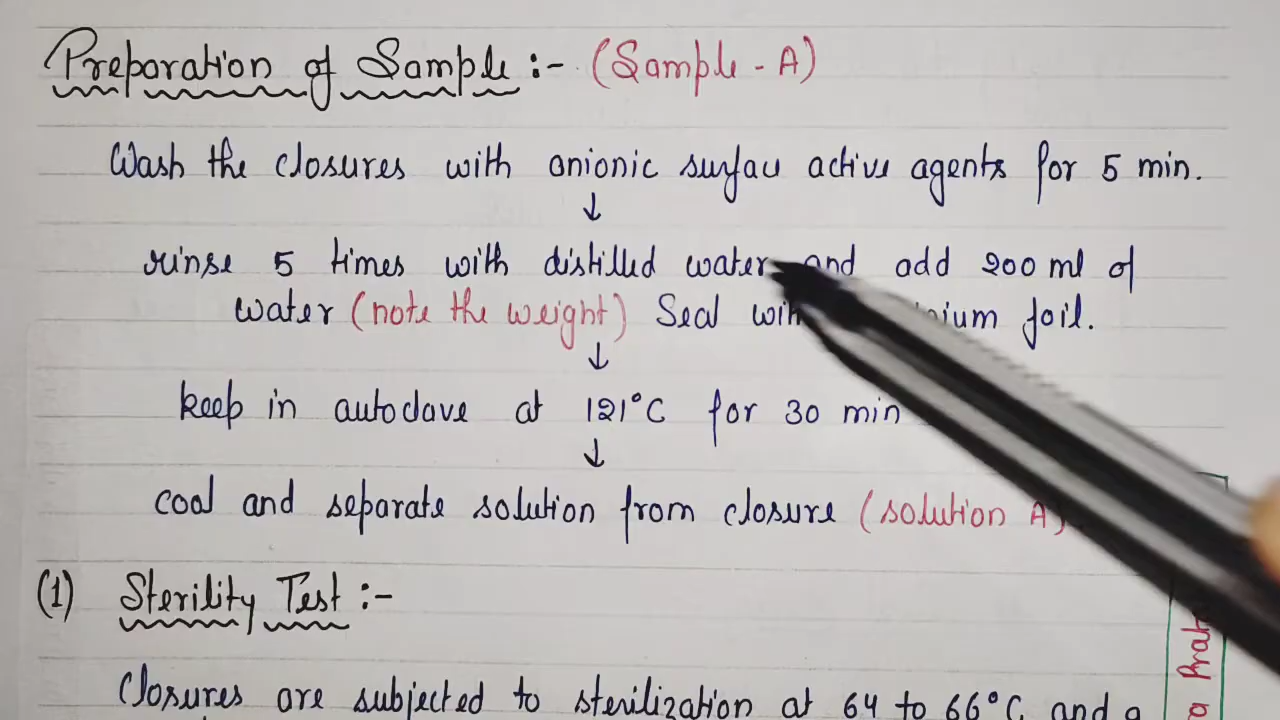 Preparation of Sample :- (Sample - A)
Wash the closures with anionic surface active agents for 5 min.
↓
rinse 5 times with distilled water and add 200 ml of
water (note the weight) Seal foil.
↓
keep in autoclave at 121°C for 30 min
↓
cool and separate solution from closure (solution A)
(1) Sterility Test :-
Closures are subjected to sterilization at 64 to 66°C and a